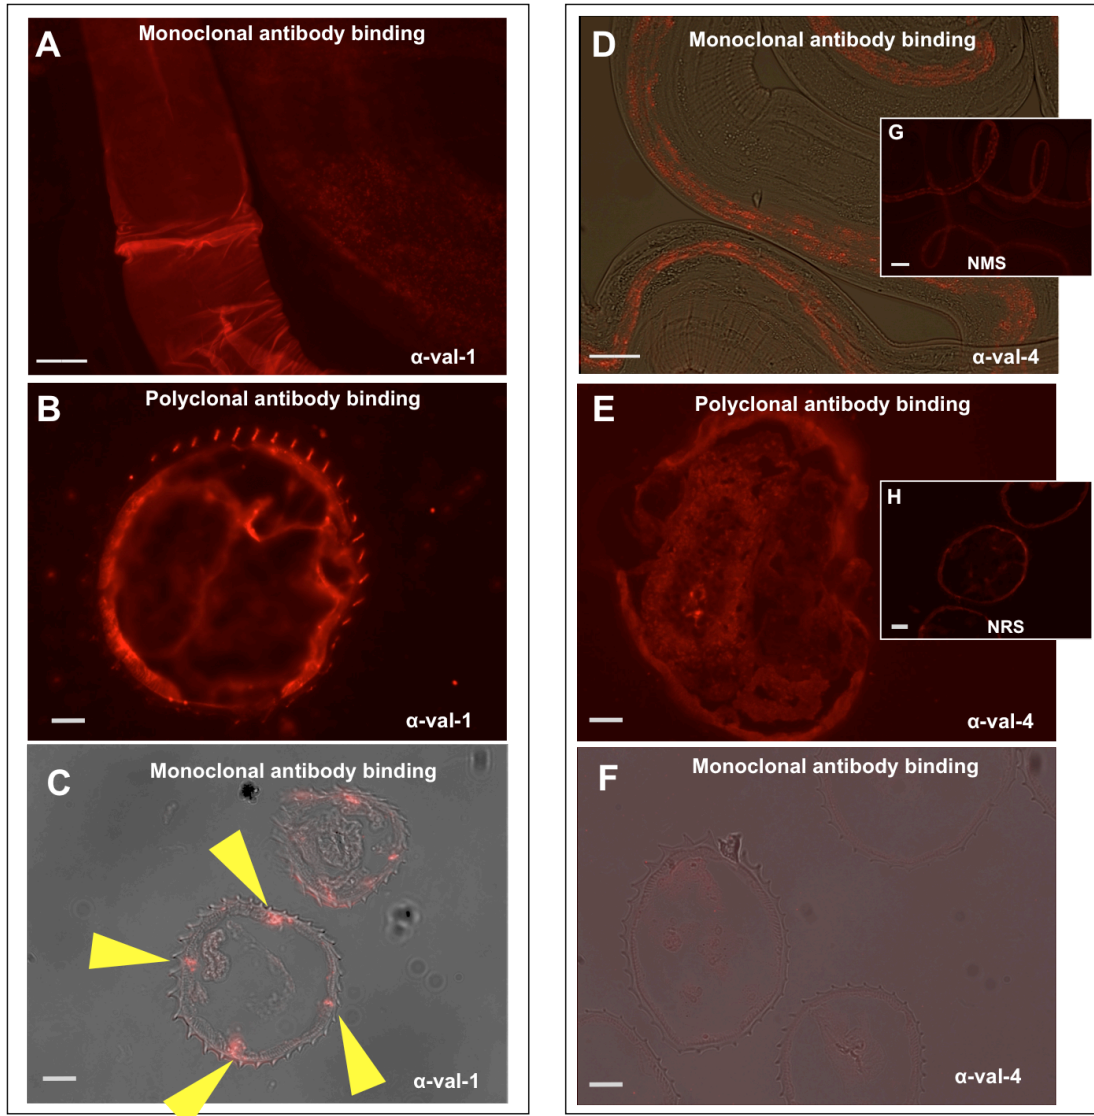 A
Monoclonal antibody binding
α-val-1
B
Polyclonal antibody binding
α-val-1
C
Monoclonal antibody binding
α-val-1
D
Monoclonal antibody binding
G
NMS
α-val-4
E
Polyclonal antibody binding
H
NRS
α-val-4
F
Monoclonal antibody binding
α-val-4